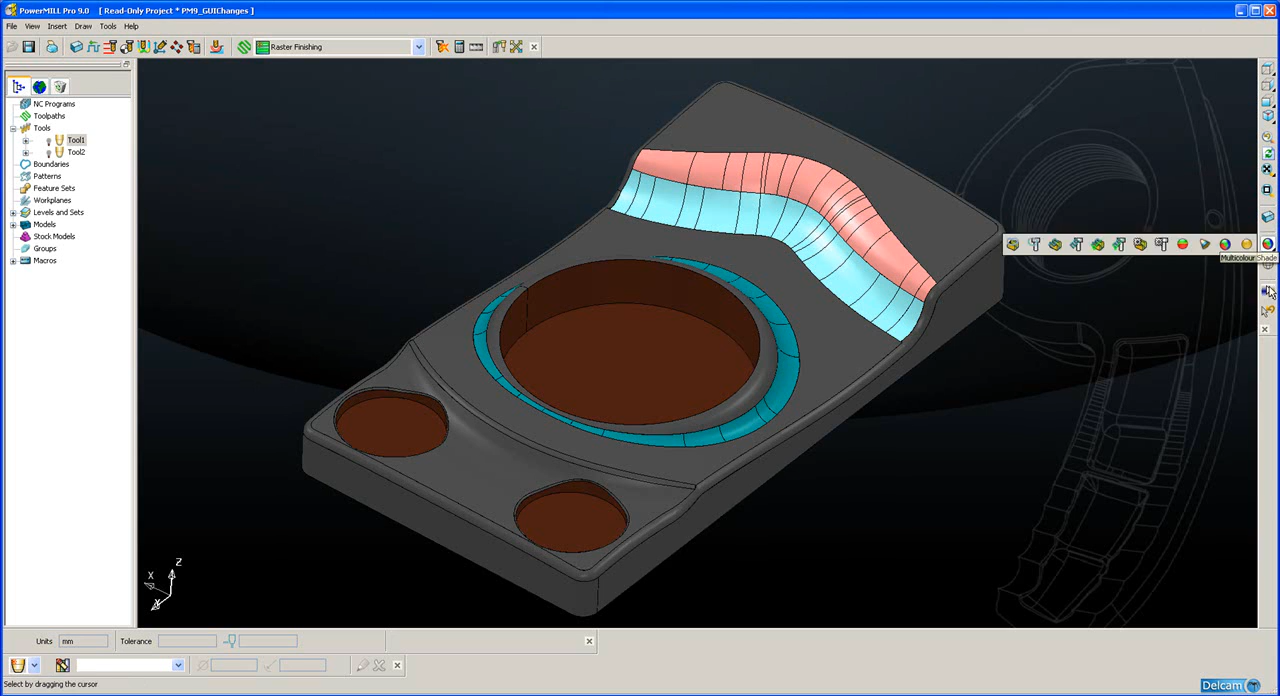 PowerMILL Pro 9.0 [ Read-Only Project * PM9_GUIChanges ]
File View Insert Draw Tools Help
Raster Finishing
NC Programs
Toolpaths
Tools
Tool1
Tool2
Boundaries
Patterns
Feature Sets
Workplanes
Levels and Sets
Models
Stock Models
Groups
Macros
Multicolour Shade
Z
X
Y
Units mm Tolerance
Select by dragging the cursor
Delcam